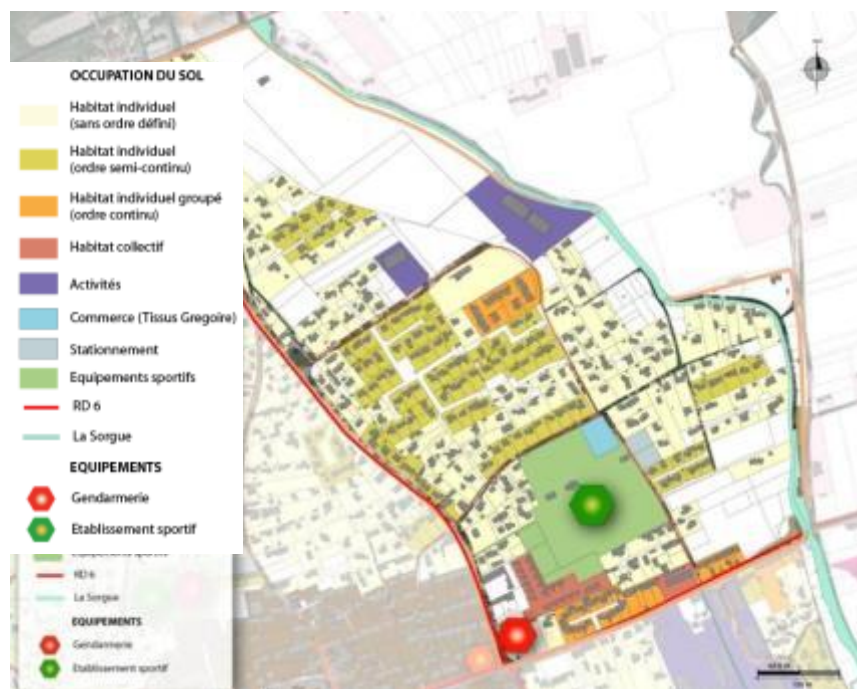 OCCUPATION DU SOL
Habitat individuel
(sans ordre défini)
Habitat individuel
(ordre semi-continu)
Habitat individuel groupé
(ordre continu)
Habitat collectif
Activités
Commerce (Tissus Gregoire)
Stationnement
Equipements sportifs
RD 6
La Sorgue
EQUIPEMENTS
Gendarmerie
Etablissement sportif
RD 6
La Sorgue
EQUIPEMENTS
Gendarmerie
Etablissement sportif